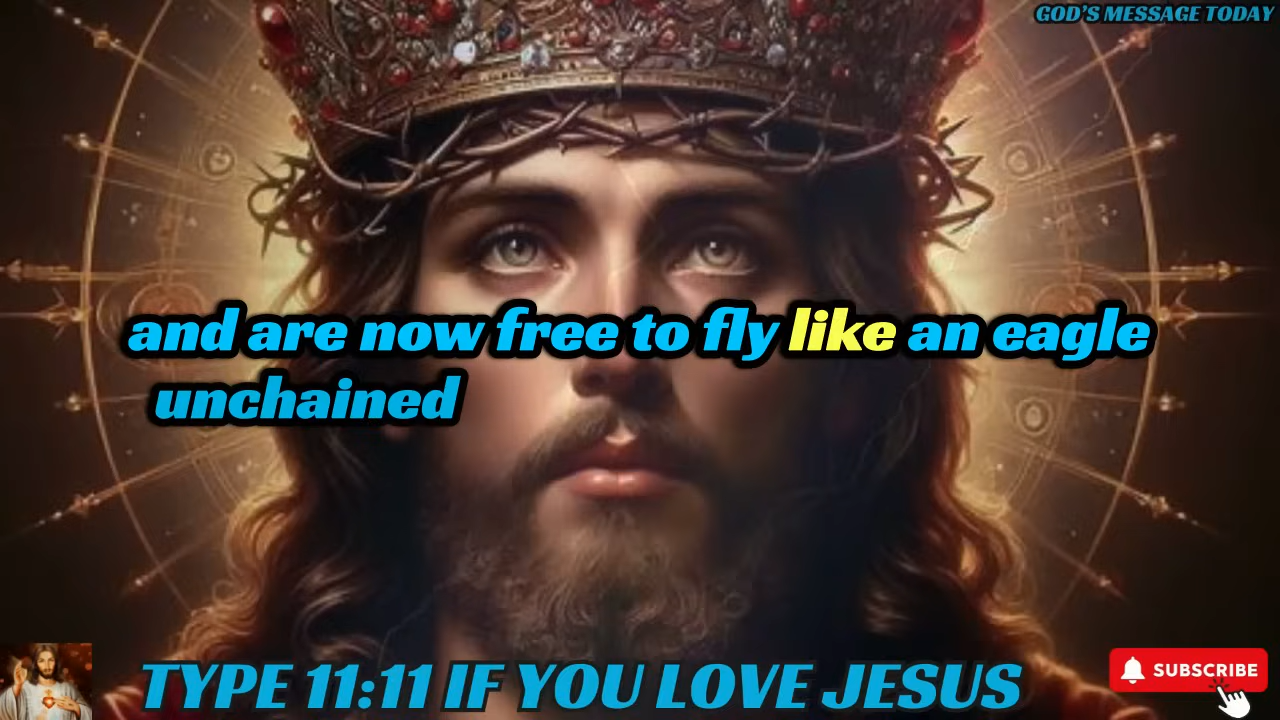 GOD'S MESSAGE TODAY
and are now free to fly like an eagle
unchained
TYPE 11:11 IF YOU LOVE JESUS
SUBSCRIBE